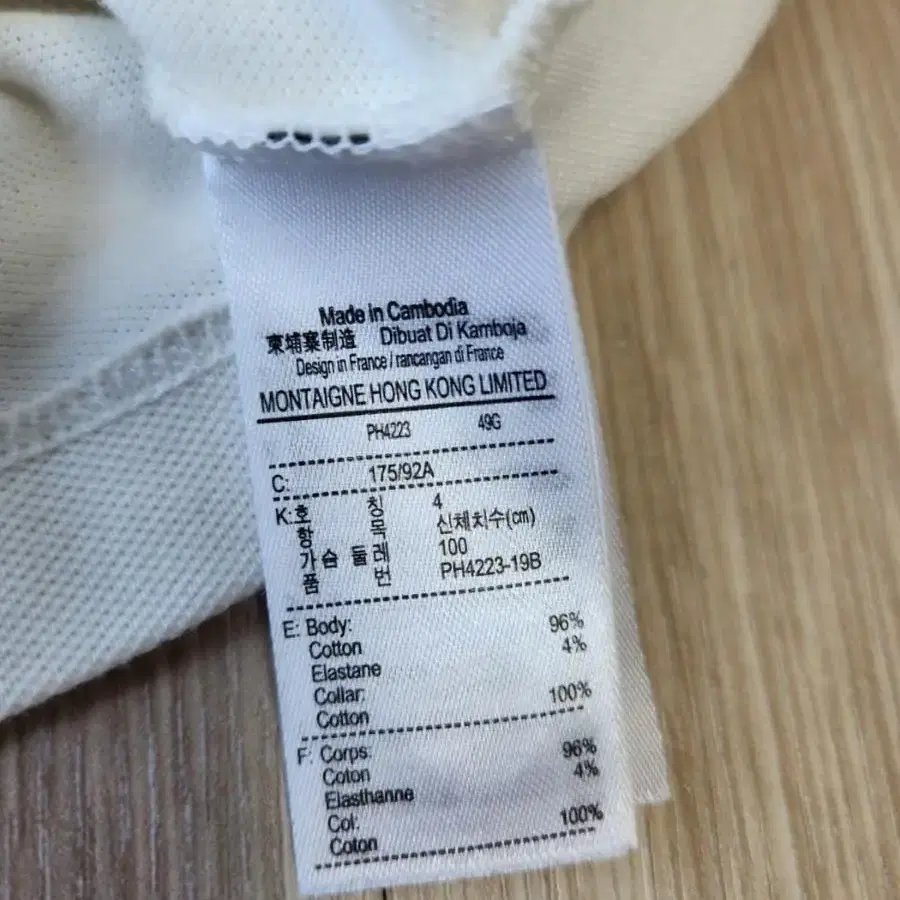 Made in Cambodia
柬埔寨制造 Dibuat Di Kamboja
Design in France / rancangan di France
MONTAIGNE HONG KONG LIMITED
PH4223 49G
C: 175/92A
K: 호 칭 4
항 목 신체치수(cm)
가슴 둘레 100
품 번 PH4223-19B
E: Body:
Cotton 96%
Elastane 4%
Collar:
Cotton 100%
F: Corps:
Coton 96%
Elasthanne 4%
Col:
Coton 100%